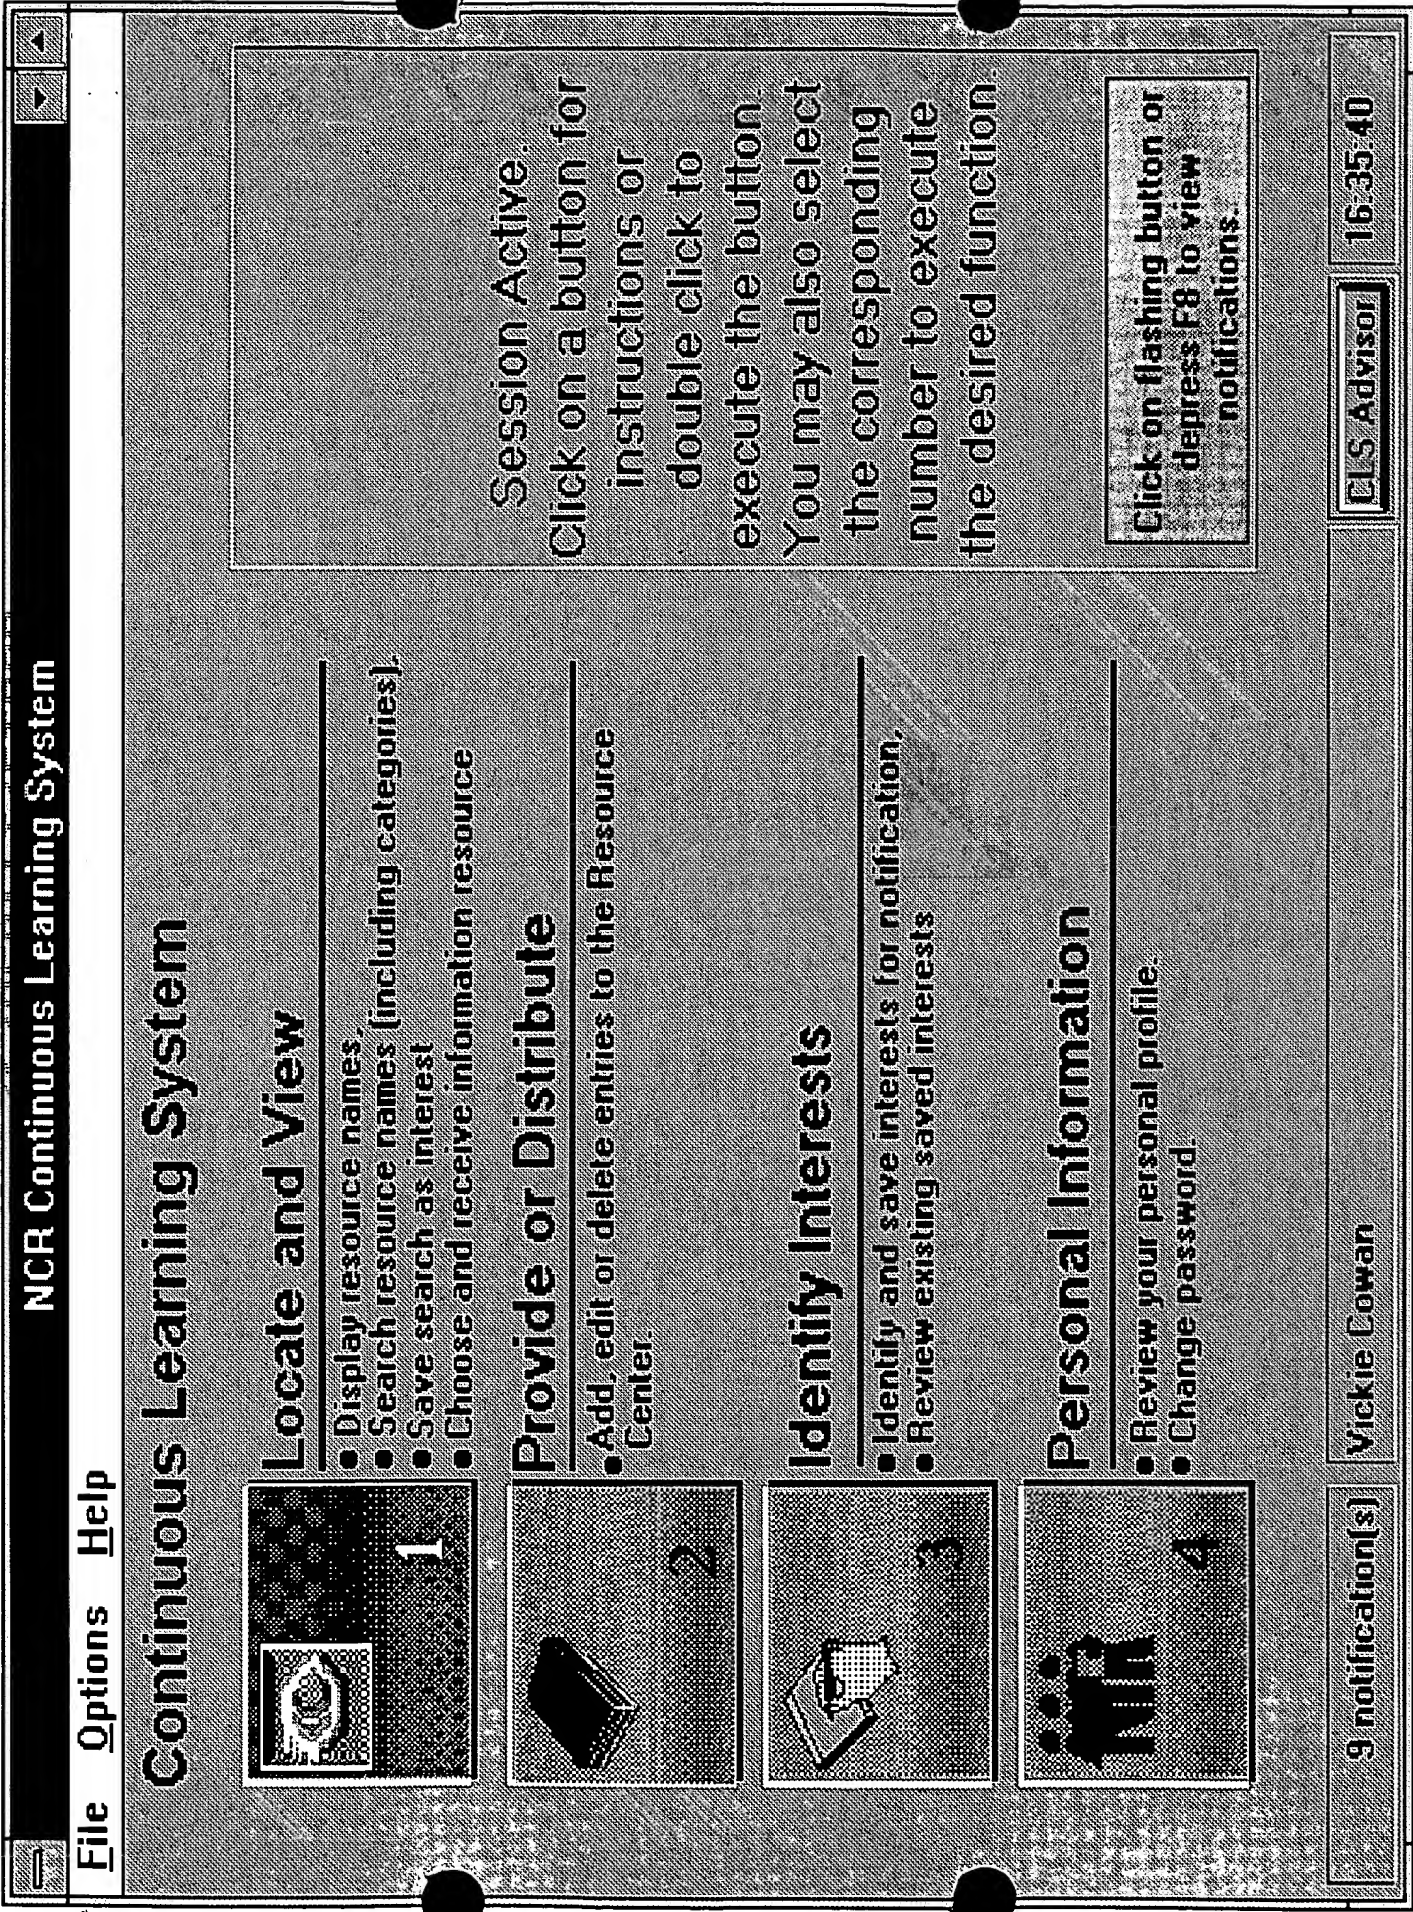 NCR Continuous Learning System
File Options Help
Continuous Learning System
1
Locate and View
● Display resource names.
● Search resource names (including categories).
● Save search as interest
● Choose and receive information resource
2
Provide or Distribute
● Add, edit or delete entries to the Resource
Center.
3
Identify Interests
● Identify and save interests for notification,
● Review existing saved interests
4
Personal Information
● Review your personal profile.
● Change password.
Session Active.
Click on a button for
instructions or
double click to
execute the button.
You may also select
the corresponding
number to execute
the desired function.
Click on flashing button or
depress F8 to view
notifications.
9 notification(s)
Vickie Cowan
CLS Advisor
16:35:40